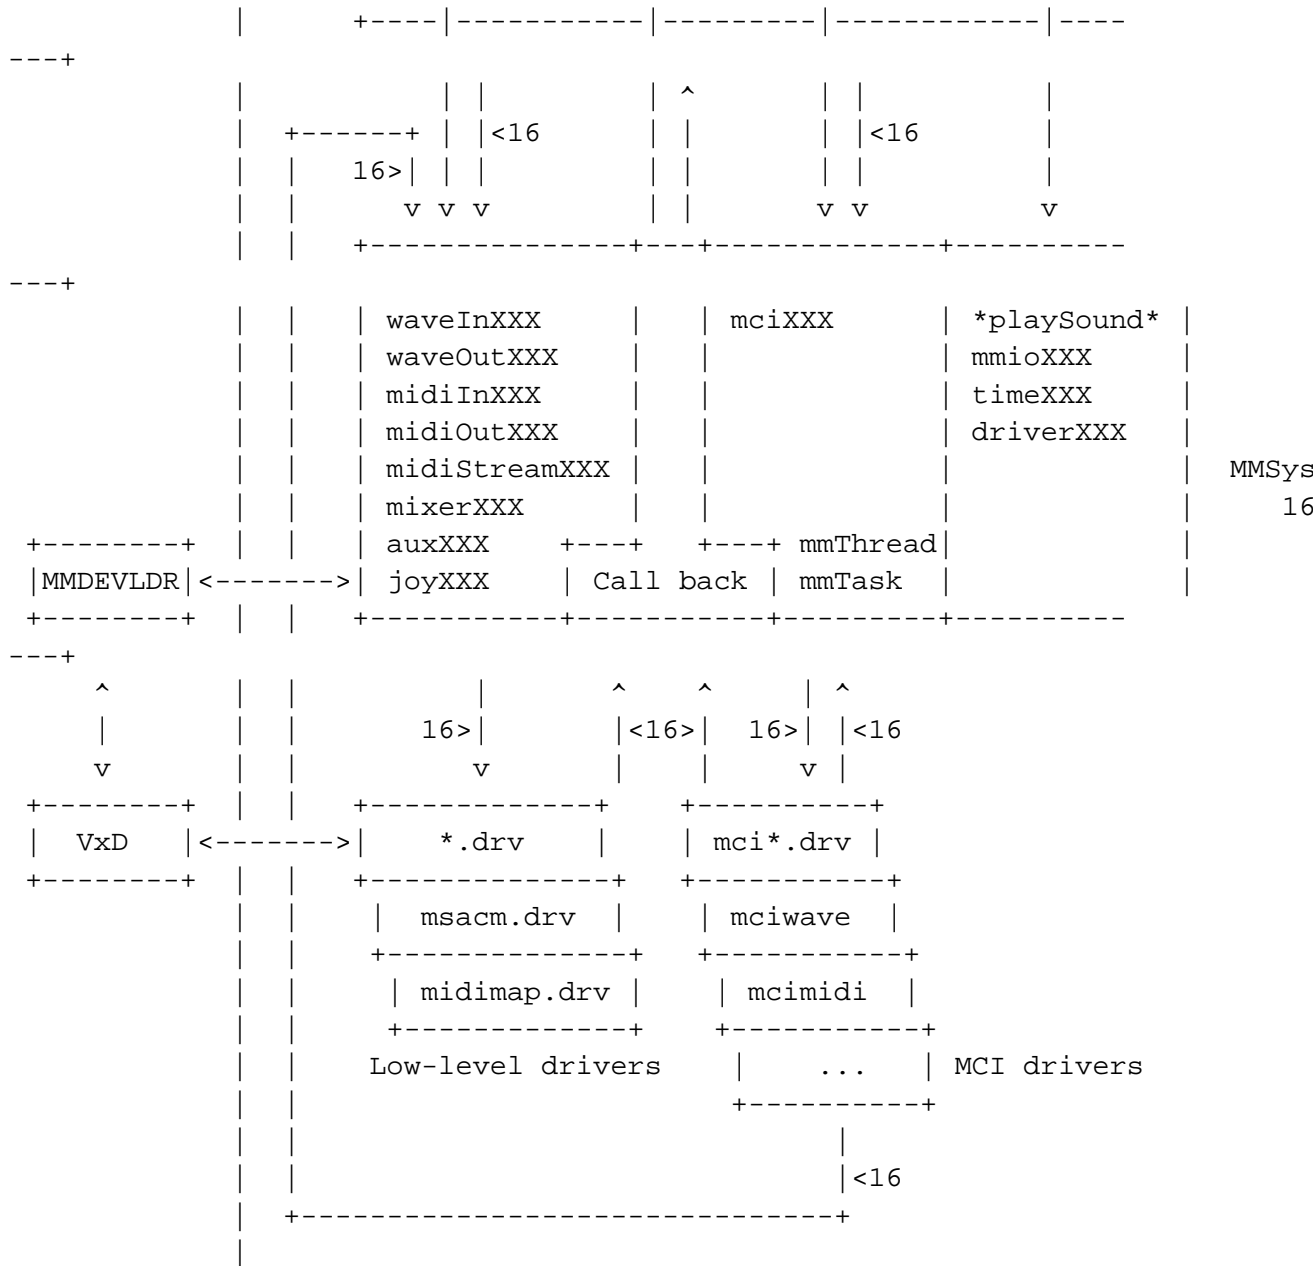 |      +----|-----------|---------|------------|----
---+
             |           | |         | ^       | |          |
             |  +------+ | |<16      | |       | |<16       |
             |  |   16>| | |         | |       | |          |
             |  |      v v v         | |       v v          v
             |  |   +---------------+---+-------------+----------
---+
             |  |   | waveInXXX     |   | mciXXX      | *playSound* |
             |  |   | waveOutXXX    |   |             | mmioXXX     |
             |  |   | midiInXXX     |   |             | timeXXX     |
             |  |   | midiOutXXX    |   |             | driverXXX   |
             |  |   | midiStreamXXX |   |             |             |  MMSys
             |  |   | mixerXXX      |   |             |             |     16
 +--------+  |  |   | auxXXX    +---+   +---+ mmThread|             |
 |MMDEVLDR|<------->| joyXXX    | Call back | mmTask  |             |
 +--------+  |  |   +-----------+-----------+---------+----------
---+
     ^       |  |          |       ^    ^     | ^
     |       |  |       16>|       |<16>|  16>| |<16
     v       |  |          v       |    |     v |
 +--------+  |  |   +-------------+    +----------+
 |  VxD   |<------->|    *.drv    |    | mci*.drv |
 +--------+  |  |   +--------------+   +-----------+
             |  |    |  msacm.drv  |    | mciwave   |
             |  |    +--------------+   +-----------+
             |  |     | midimap.drv |    | mcimidi   |
             |  |     +-------------+    +-----------+
             |  |    Low-level drivers    |    ...    | MCI drivers
             |  |                         +----------+
             |  |                               |
             |  |                               |<16
             |  +-------------------------------+
             |